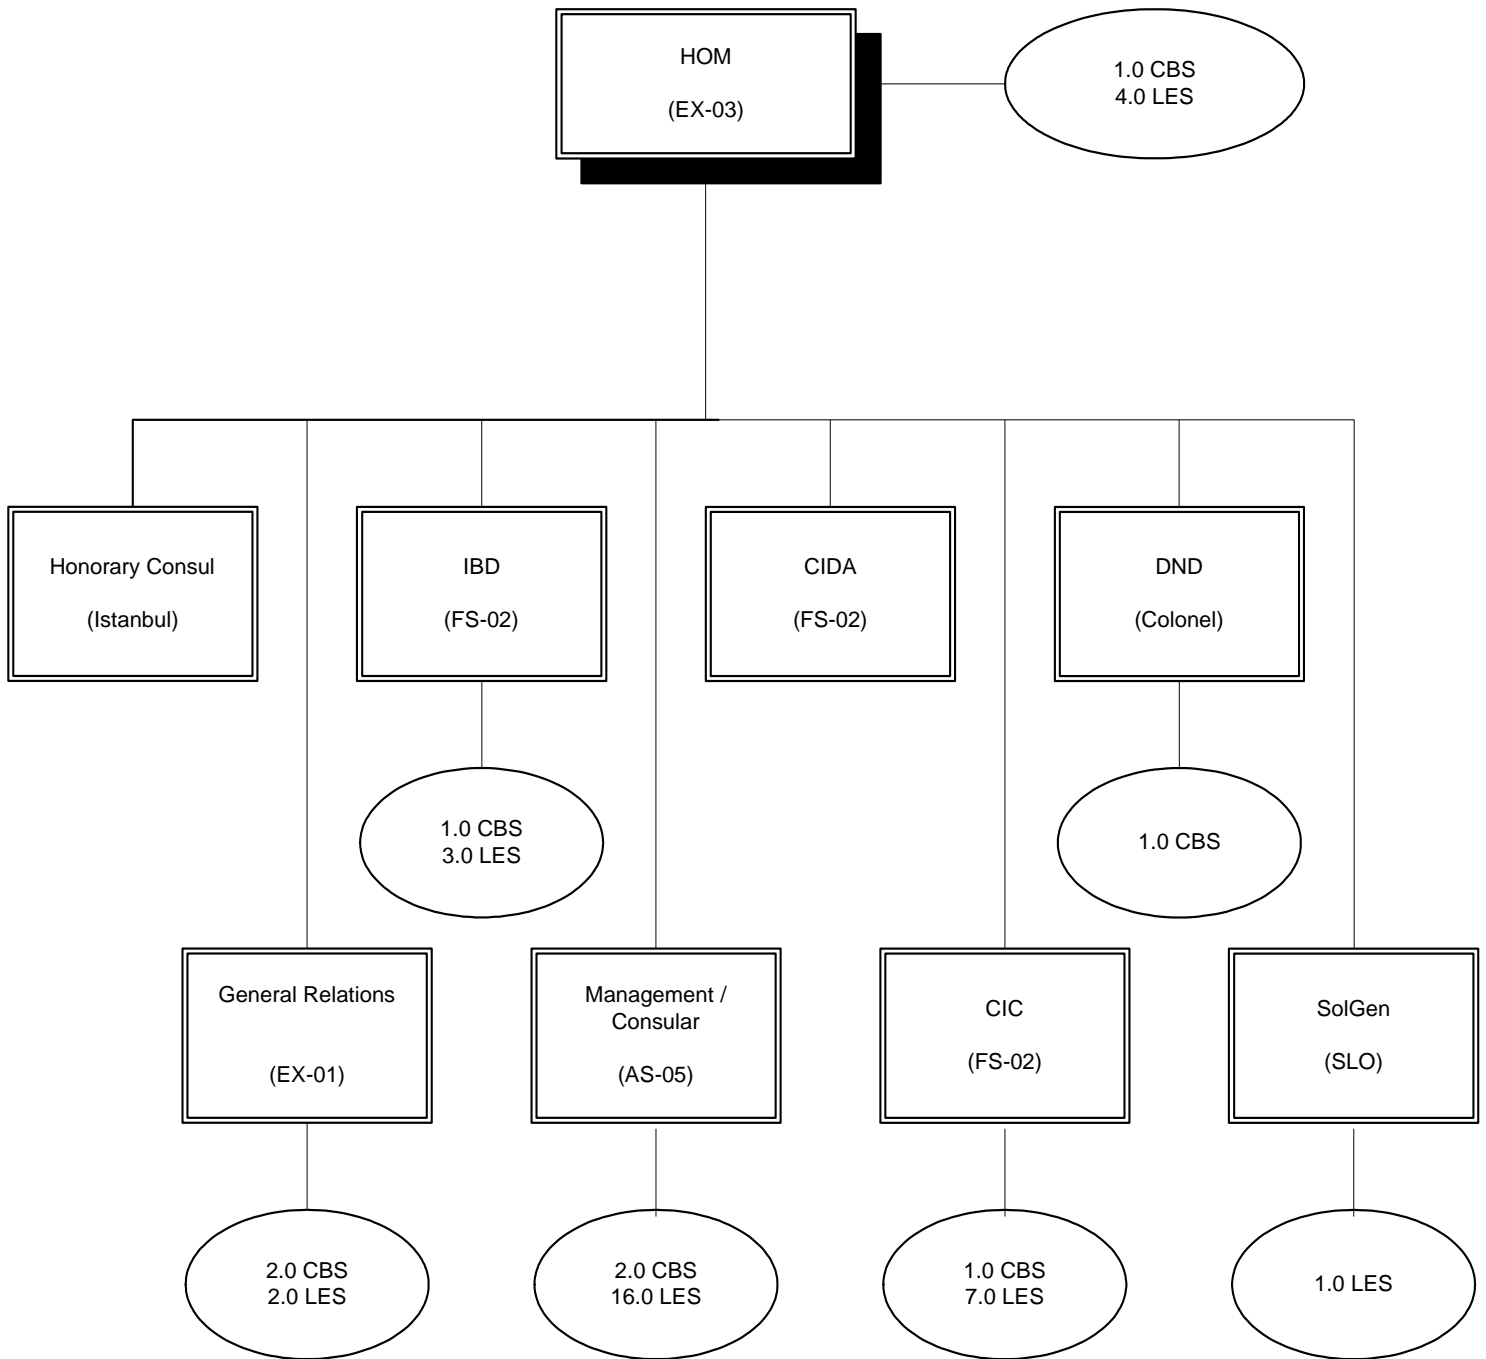 HOM
(EX-03)
1.0 CBS
4.0 LES
Honorary Consul
(Istanbul)
IBD
(FS-02)
CIDA
(FS-02)
DND
(Colonel)
1.0 CBS
3.0 LES
1.0 CBS
General Relations
(EX-01)
Management /
Consular
(AS-05)
CIC
(FS-02)
SolGen
(SLO)
2.0 CBS
2.0 LES
2.0 CBS
16.0 LES
1.0 CBS
7.0 LES
1.0 LES